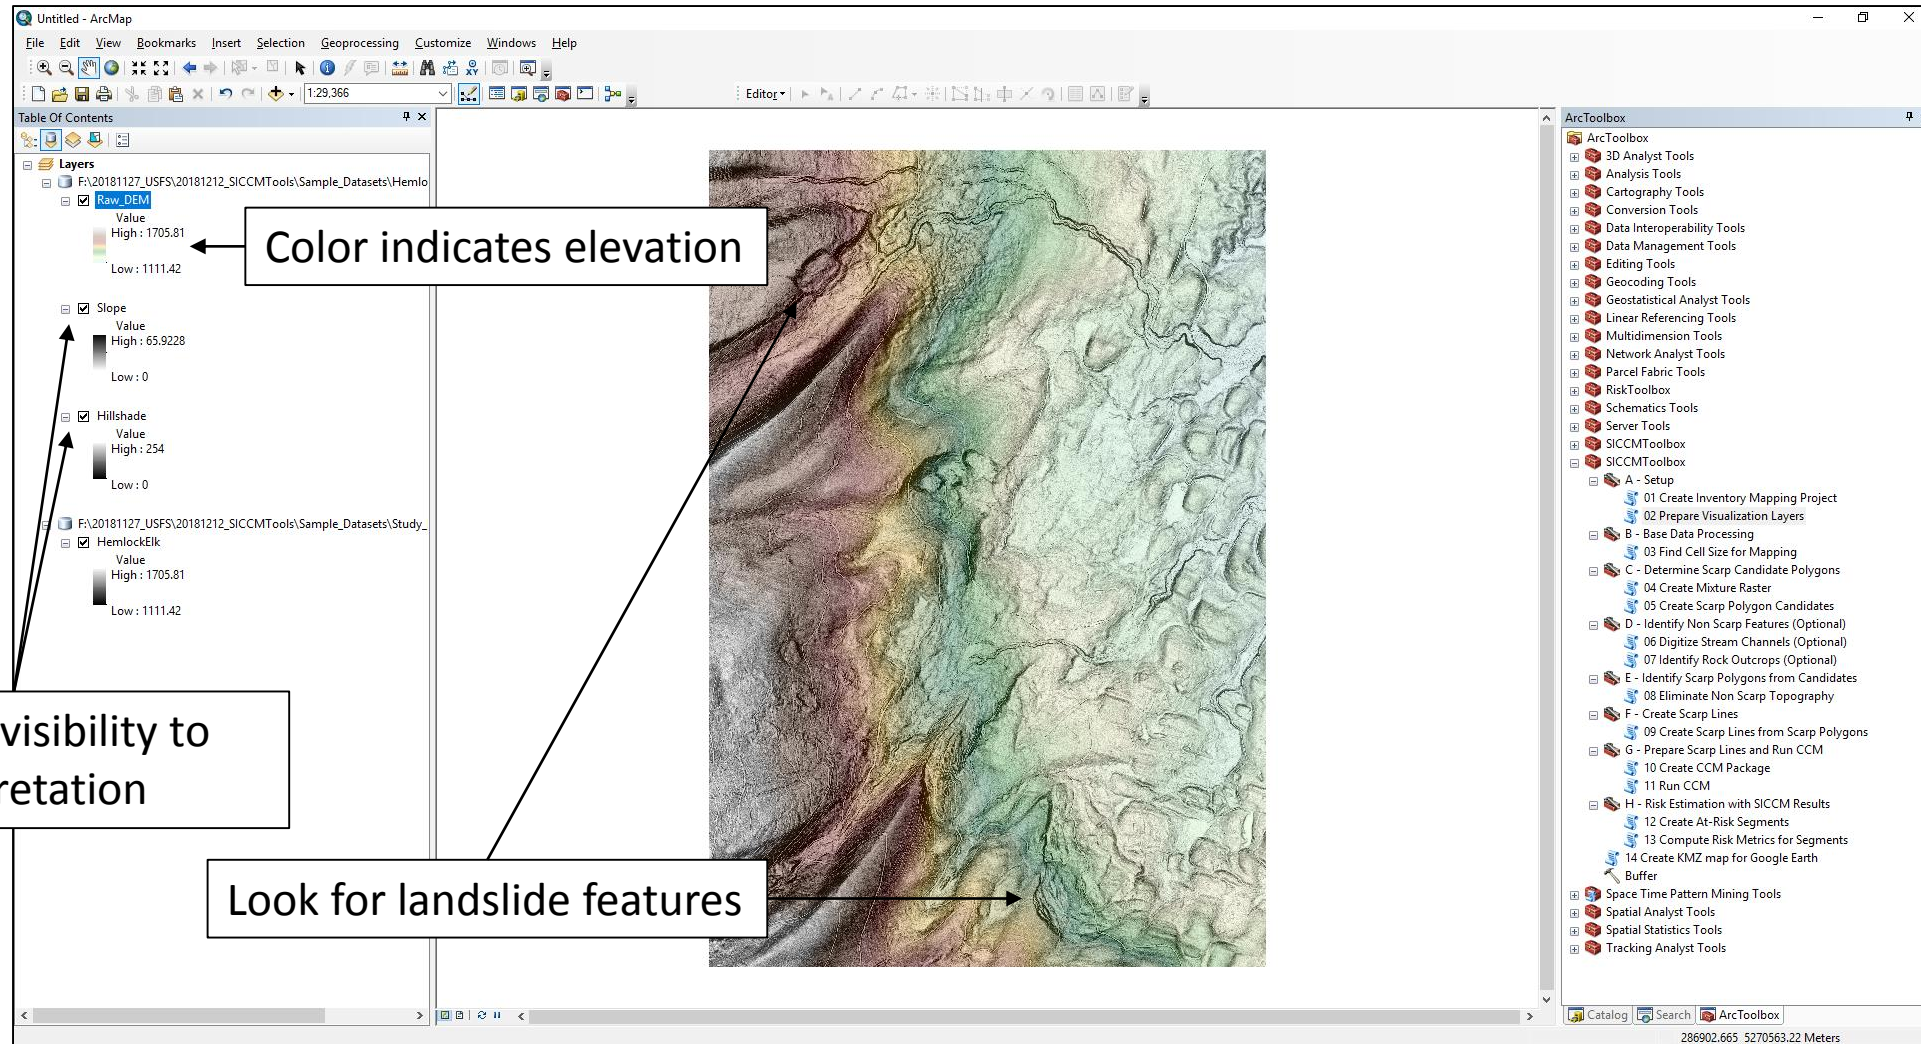 Untitled - ArcMap
File Edit View Bookmarks Insert Selection Geoprocessing Customize Windows Help
1:29,366
Editor
Table Of Contents
Layers
F:\20181127_USFS\20181212_SICCMTools\Sample_Datasets\Hemlo
Raw_DEM
Value
High : 1705.81
Low : 1111.42
Slope
Value
High : 65.9228
Low : 0
Hillshade
Value
High : 254
Low : 0
F:\20181127_USFS\20181212_SICCMTools\Sample_Datasets\Study_
HemlockElk
Value
High : 1705.81
Low : 1111.42
Color indicates elevation
visibility to
retation
Look for landslide features
ArcToolbox
ArcToolbox
3D Analyst Tools
Analysis Tools
Cartography Tools
Conversion Tools
Data Interoperability Tools
Data Management Tools
Editing Tools
Geocoding Tools
Geostatistical Analyst Tools
Linear Referencing Tools
Multidimension Tools
Network Analyst Tools
Parcel Fabric Tools
RiskToolbox
Schematics Tools
Server Tools
SICCMToolbox
SICCMToolbox
A - Setup
01 Create Inventory Mapping Project
02 Prepare Visualization Layers
B - Base Data Processing
03 Find Cell Size for Mapping
C - Determine Scarp Candidate Polygons
04 Create Mixture Raster
05 Create Scarp Polygon Candidates
D - Identify Non Scarp Features (Optional)
06 Digitize Stream Channels (Optional)
07 Identify Rock Outcrops (Optional)
E - Identify Scarp Polygons from Candidates
08 Eliminate Non Scarp Topography
F - Create Scarp Lines
09 Create Scarp Lines from Scarp Polygons
G - Prepare Scarp Lines and Run CCM
10 Create CCM Package
11 Run CCM
H - Risk Estimation with SICCM Results
12 Create At-Risk Segments
13 Compute Risk Metrics for Segments
14 Create KMZ map for Google Earth
Buffer
Space Time Pattern Mining Tools
Spatial Analyst Tools
Spatial Statistics Tools
Tracking Analyst Tools
Catalog Search ArcToolbox
286902.665 5270563.22 Meters